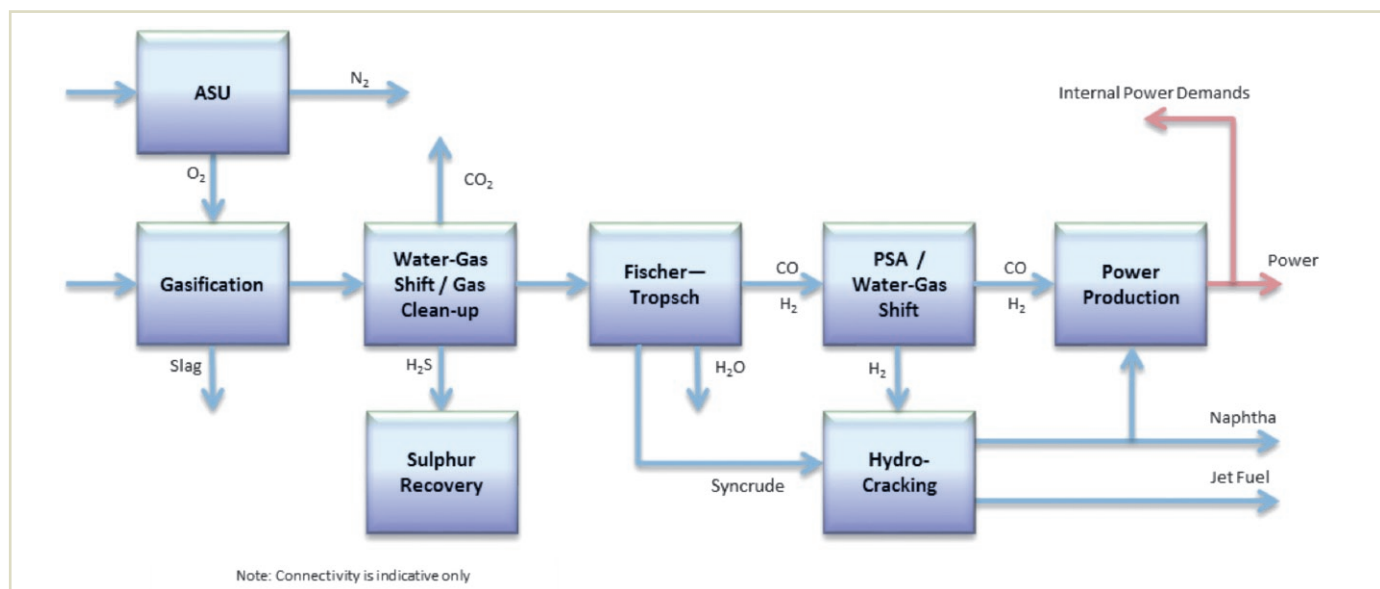 ASU
N₂
Internal Power Demands
O₂
CO₂
Gasification
Water-Gas
Shift / Gas
Clean-up
Fischer—
Tropsch
CO
H₂
PSA /
Water-Gas
Shift
CO
H₂
Power
Production
Power
Slag
H₂S
H₂O
H₂
Sulphur
Recovery
Syncrude
Hydro-
Cracking
Naphtha
Jet Fuel
Note: Connectivity is indicative only